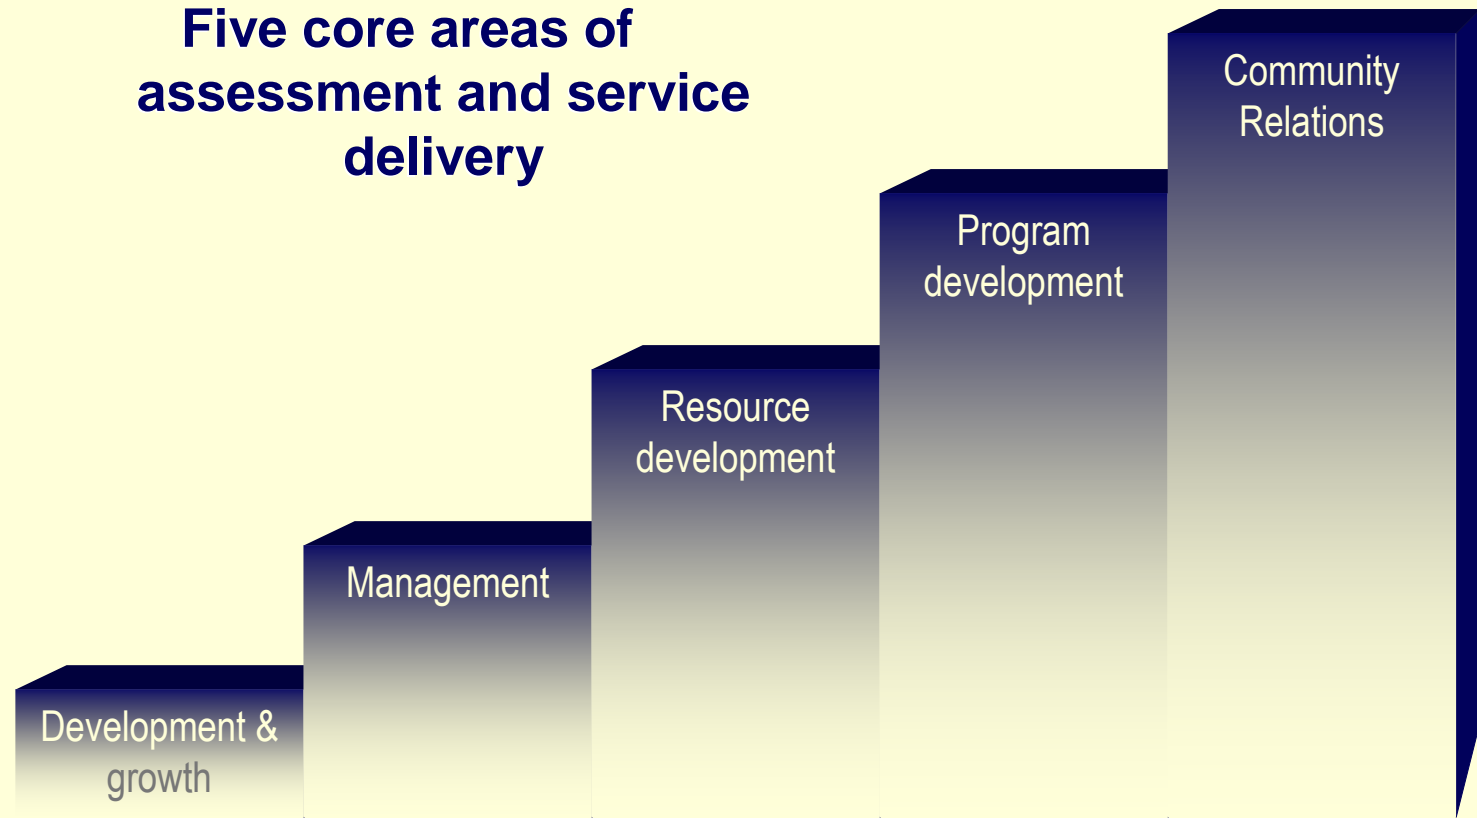 Five core areas of
assessment and service
delivery
Community
Relations
Program
development
Resource
development
Management
Development &
growth